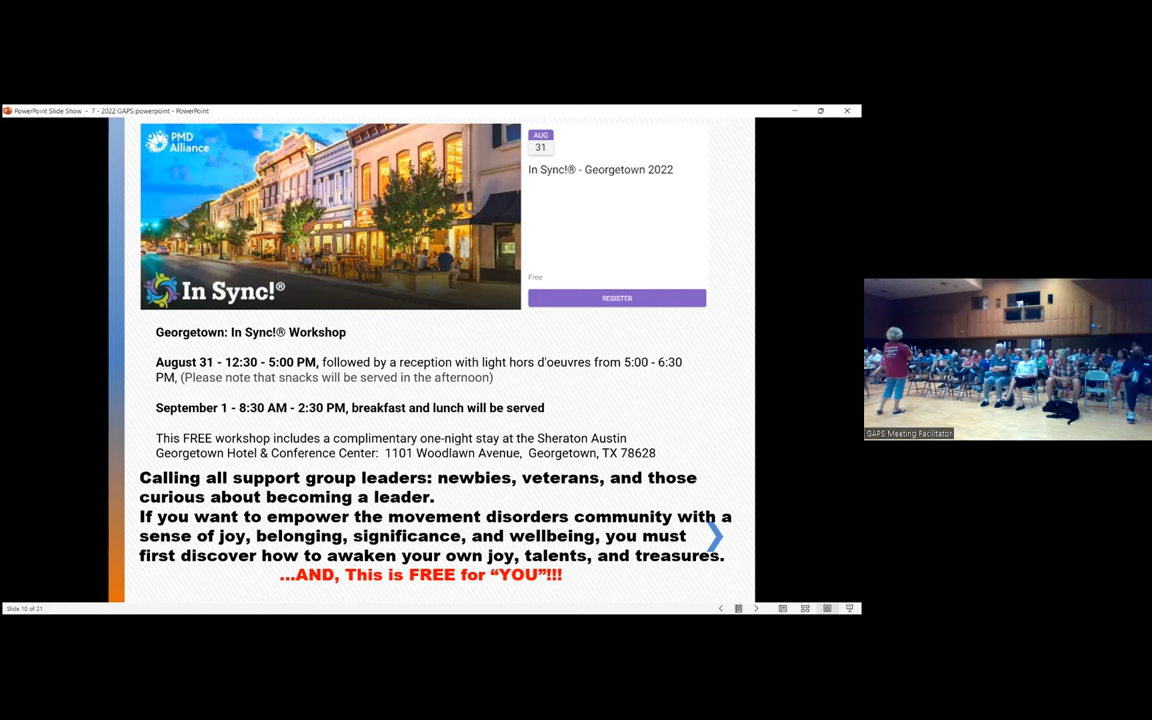 PowerPoint Slide Show - 7 - 2022 GAPS powerpoint - PowerPoint
PMD
Alliance
In Sync!®
AUG
31
In Sync!® - Georgetown 2022
Free
REGISTER
Georgetown: In Sync!® Workshop
August 31 - 12:30 - 5:00 PM, followed by a reception with light hors d'oeuvres from 5:00 - 6:30
PM, (Please note that snacks will be served in the afternoon)
September 1 - 8:30 AM - 2:30 PM, breakfast and lunch will be served
This FREE workshop includes a complimentary one-night stay at the Sheraton Austin
Georgetown Hotel & Conference Center: 1101 Woodlawn Avenue, Georgetown, TX 78628
Calling all support group leaders: newbies, veterans, and those
curious about becoming a leader.
If you want to empower the movement disorders community with a
sense of joy, belonging, significance, and wellbeing, you must
first discover how to awaken your own joy, talents, and treasures.
...AND, This is FREE for “YOU”!!!
Slide 10 of 21
GAPS Meeting Facilitator